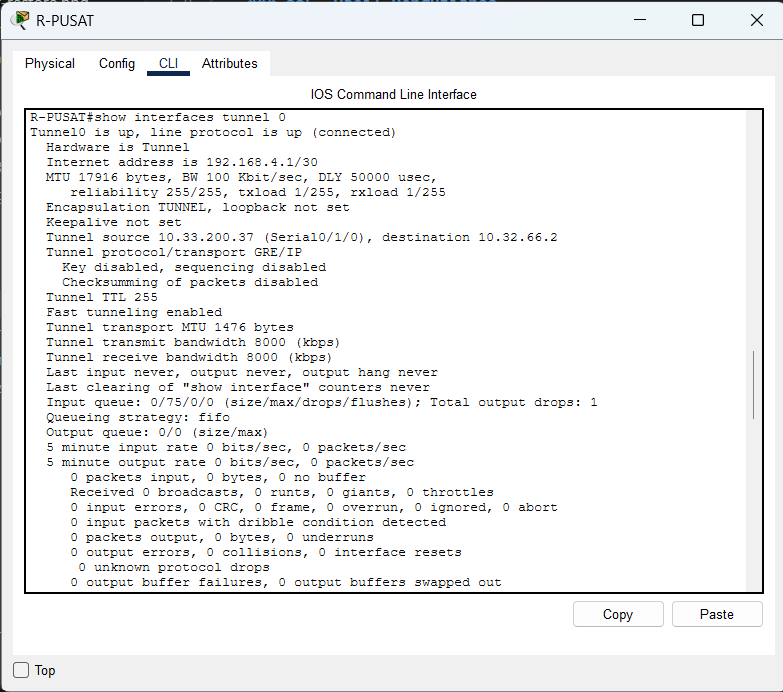 R-PUSAT
Physical Config CLI Attributes
IOS Command Line Interface
R-PUSAT#show interfaces tunnel 0
Tunnel0 is up, line protocol is up (connected)
Hardware is Tunnel
Internet address is 192.168.4.1/30
MTU 17916 bytes, BW 100 Kbit/sec, DLY 50000 usec,
reliability 255/255, txload 1/255, rxload 1/255
Encapsulation TUNNEL, loopback not set
Keepalive not set
Tunnel source 10.33.200.37 (Serial0/1/0), destination 10.32.66.2
Tunnel protocol/transport GRE/IP
Key disabled, sequencing disabled
Checksumming of packets disabled
Tunnel TTL 255
Fast tunneling enabled
Tunnel transport MTU 1476 bytes
Tunnel transmit bandwidth 8000 (kbps)
Tunnel receive bandwidth 8000 (kbps)
Last input never, output never, output hang never
Last clearing of "show interface" counters never
Input queue: 0/75/0/0 (size/max/drops/flushes); Total output drops: 1
Queueing strategy: fifo
Output queue: 0/0 (size/max)
5 minute input rate 0 bits/sec, 0 packets/sec
5 minute output rate 0 bits/sec, 0 packets/sec
0 packets input, 0 bytes, 0 no buffer
Received 0 broadcasts, 0 runts, 0 giants, 0 throttles
0 input errors, 0 CRC, 0 frame, 0 overrun, 0 ignored, 0 abort
0 input packets with dribble condition detected
0 packets output, 0 bytes, 0 underruns
0 output errors, 0 collisions, 0 interface resets
0 unknown protocol drops
0 output buffer failures, 0 output buffers swapped out
Copy Paste
Top